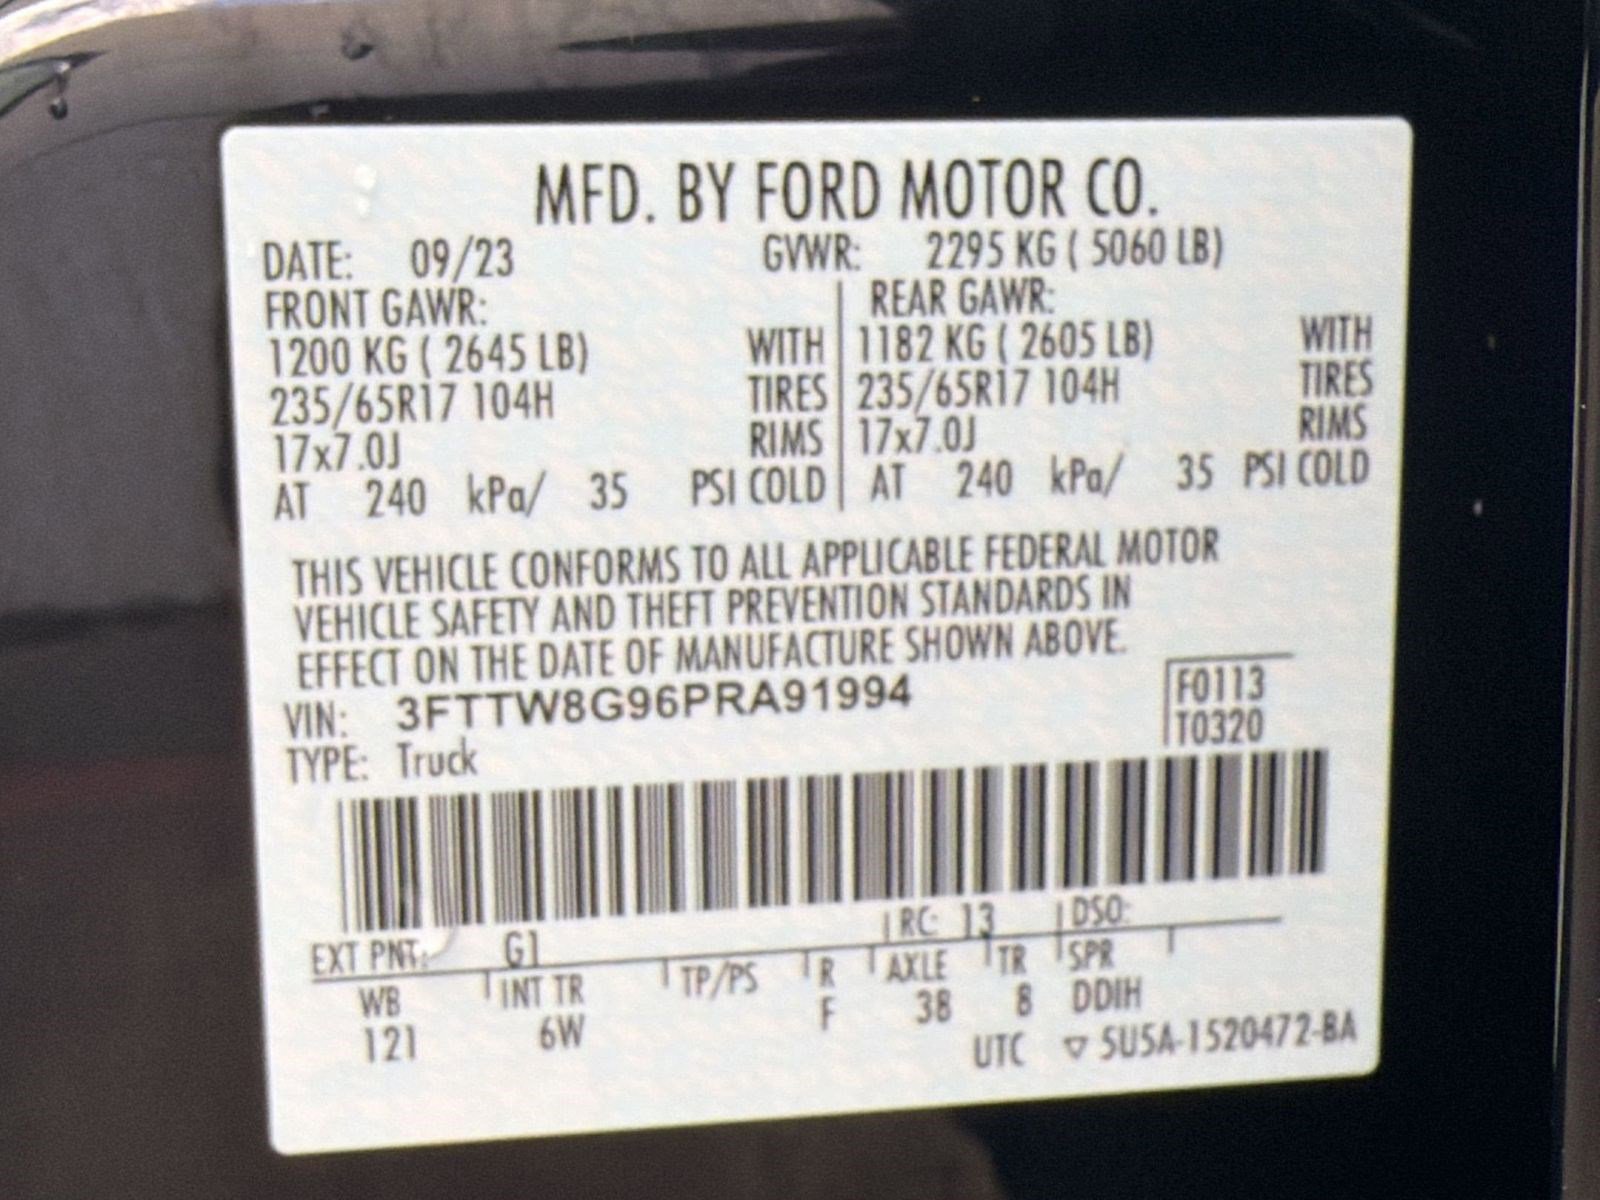 MFD. BY FORD MOTOR CO.
DATE: 09/23 GVWR: 2295 KG ( 5060 LB)
FRONT GAWR: REAR GAWR:
1200 KG ( 2645 LB) WITH 1182 KG ( 2605 LB) WITH
235/65R17 104H TIRES 235/65R17 104H TIRES
17x7.0J RIMS 17x7.0J RIMS
AT 240 kPa/ 35 PSI COLD AT 240 kPa/ 35 PSI COLD
THIS VEHICLE CONFORMS TO ALL APPLICABLE FEDERAL MOTOR
VEHICLE SAFETY AND THEFT PREVENTION STANDARDS IN
EFFECT ON THE DATE OF MANUFACTURE SHOWN ABOVE.
VIN: 3FTTW8G96PRA91994 F0113
TYPE: Truck T0320
EXT PNT: G1 RC: 13 DSO:
WB INT TR TP/PS R AXLE TR SPR
121 6W F 38 8 DDIH
UTC ▽ 5U5A-1520472-BA